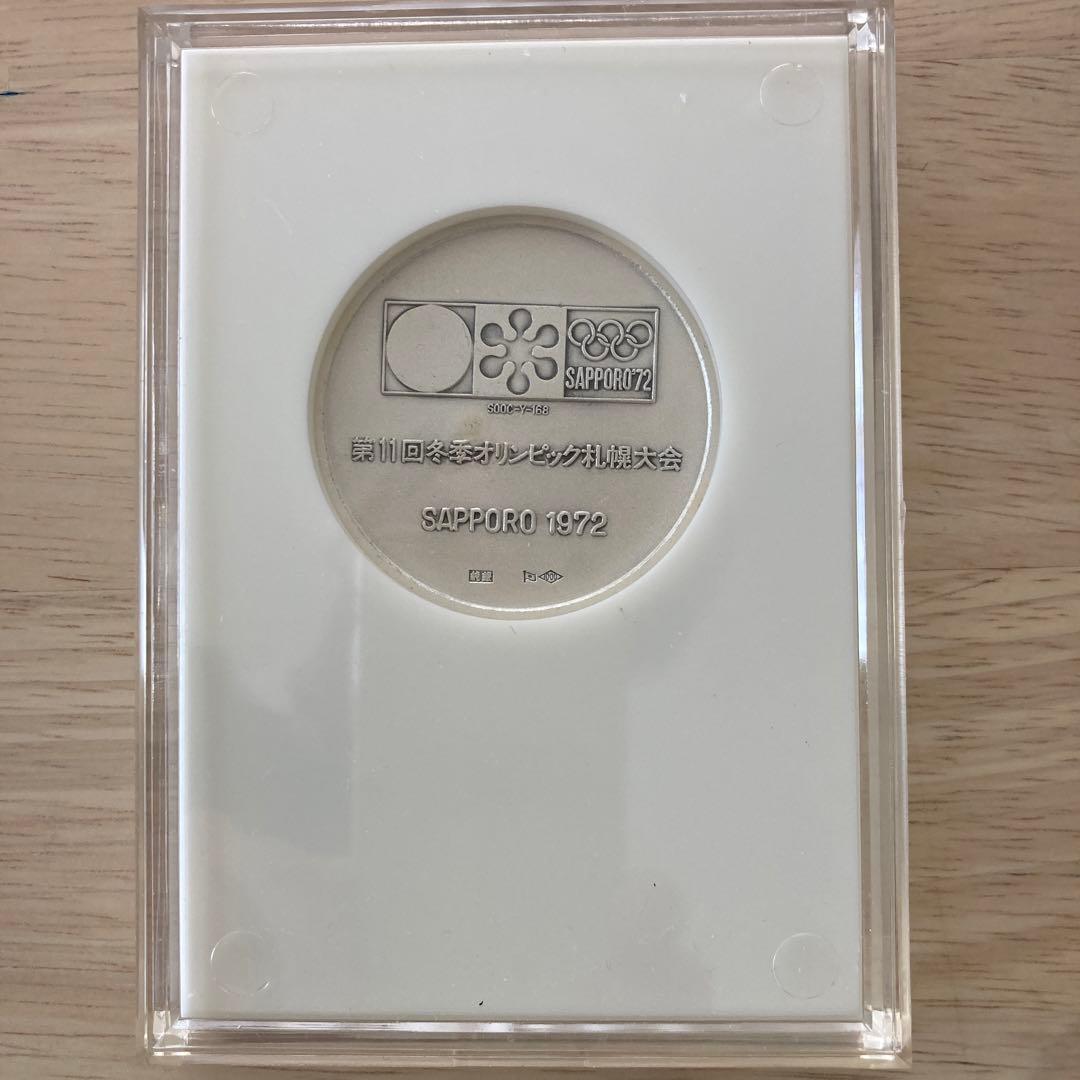 SAPPORO'72
SOOC-Y-168
第11回冬季オリンピック札幌大会
SAPPORO 1972
純銀 1000